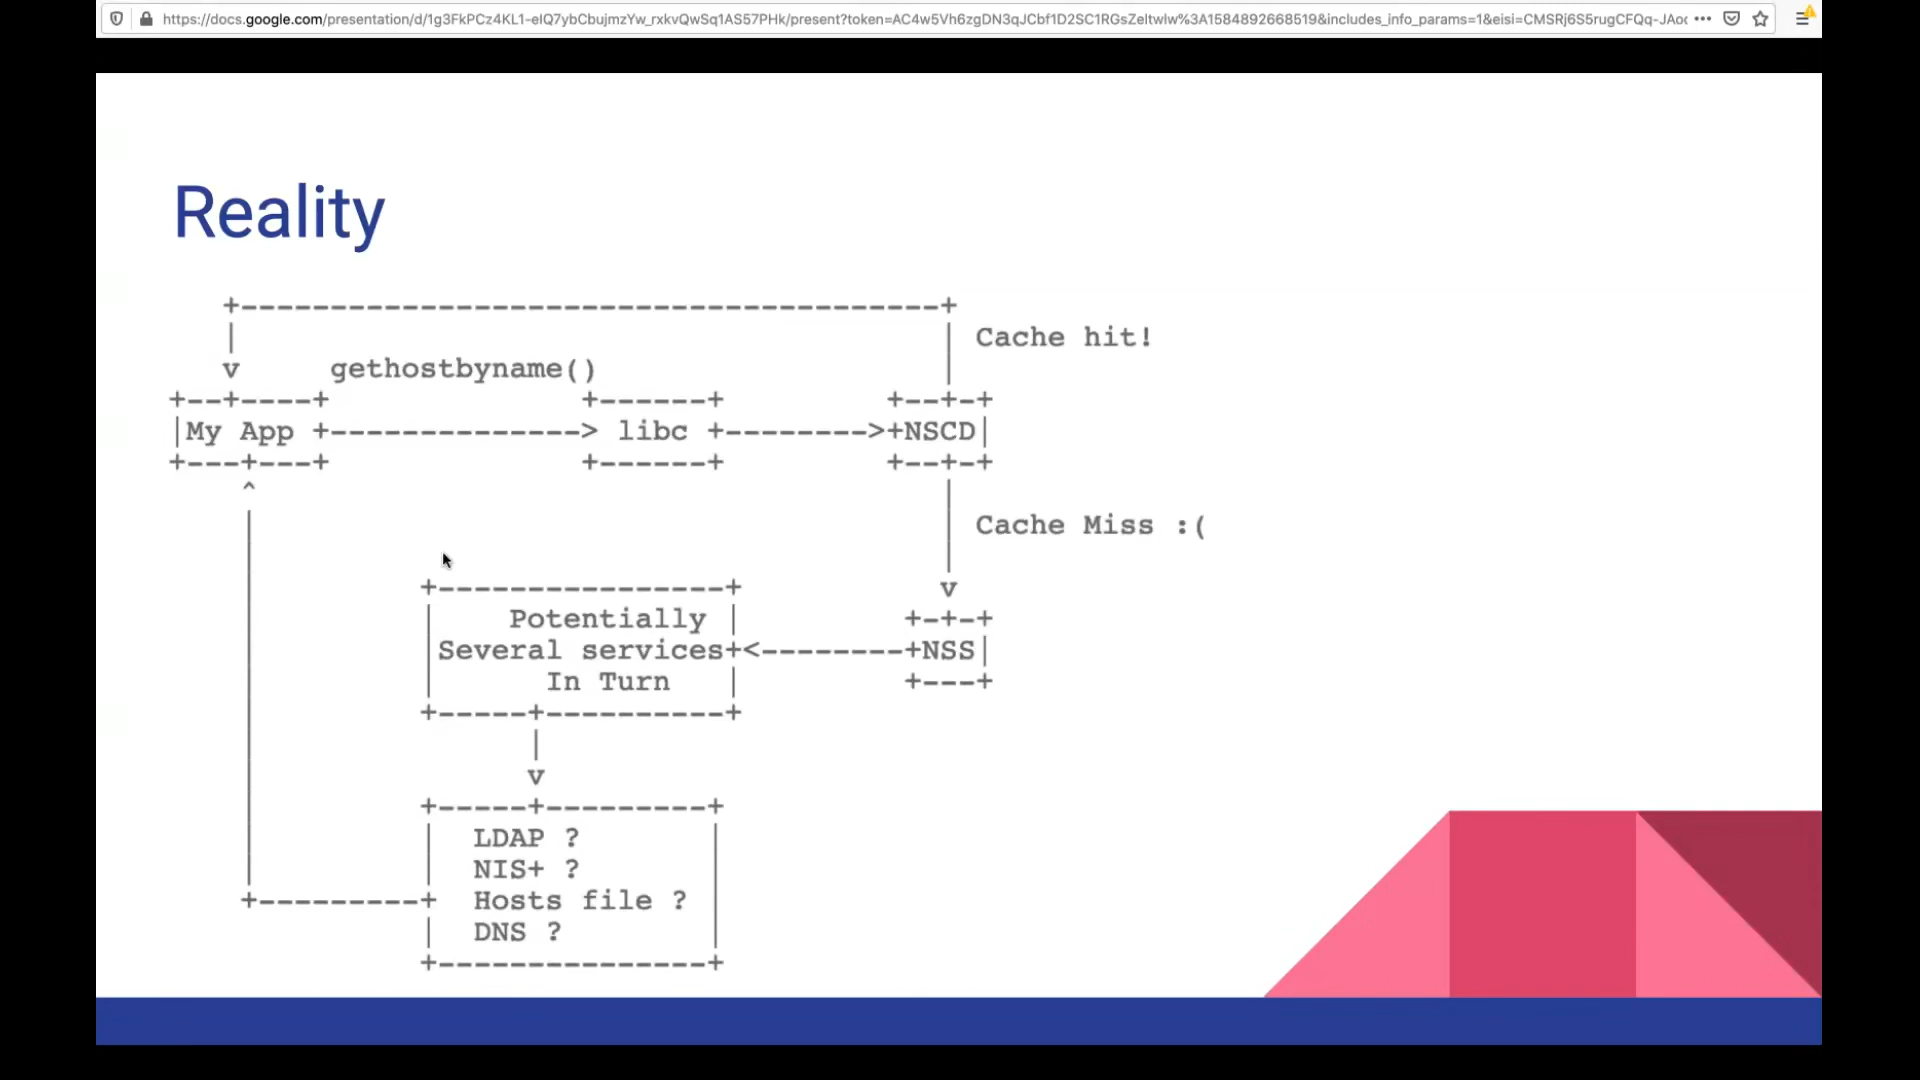 https://docs.google.com/presentation/d/1g3FkPCz4KL1-eIQ7ybCbujmzYw_rxkvQwSq1AS57PHk/present?token=AC4w5Vh6zgDN3qJCbf1D2SC1RGsZeltwlw%3A1584892668519&includes_info_params=1&eisi=CMSRj6S5rugCFQq-JAoc
Reality
Cache hit!
gethostbyname()
My App
libc
NSCD
Cache Miss :(
Potentially
Several services
In Turn
NSS
LDAP ?
NIS+ ?
Hosts file ?
DNS ?